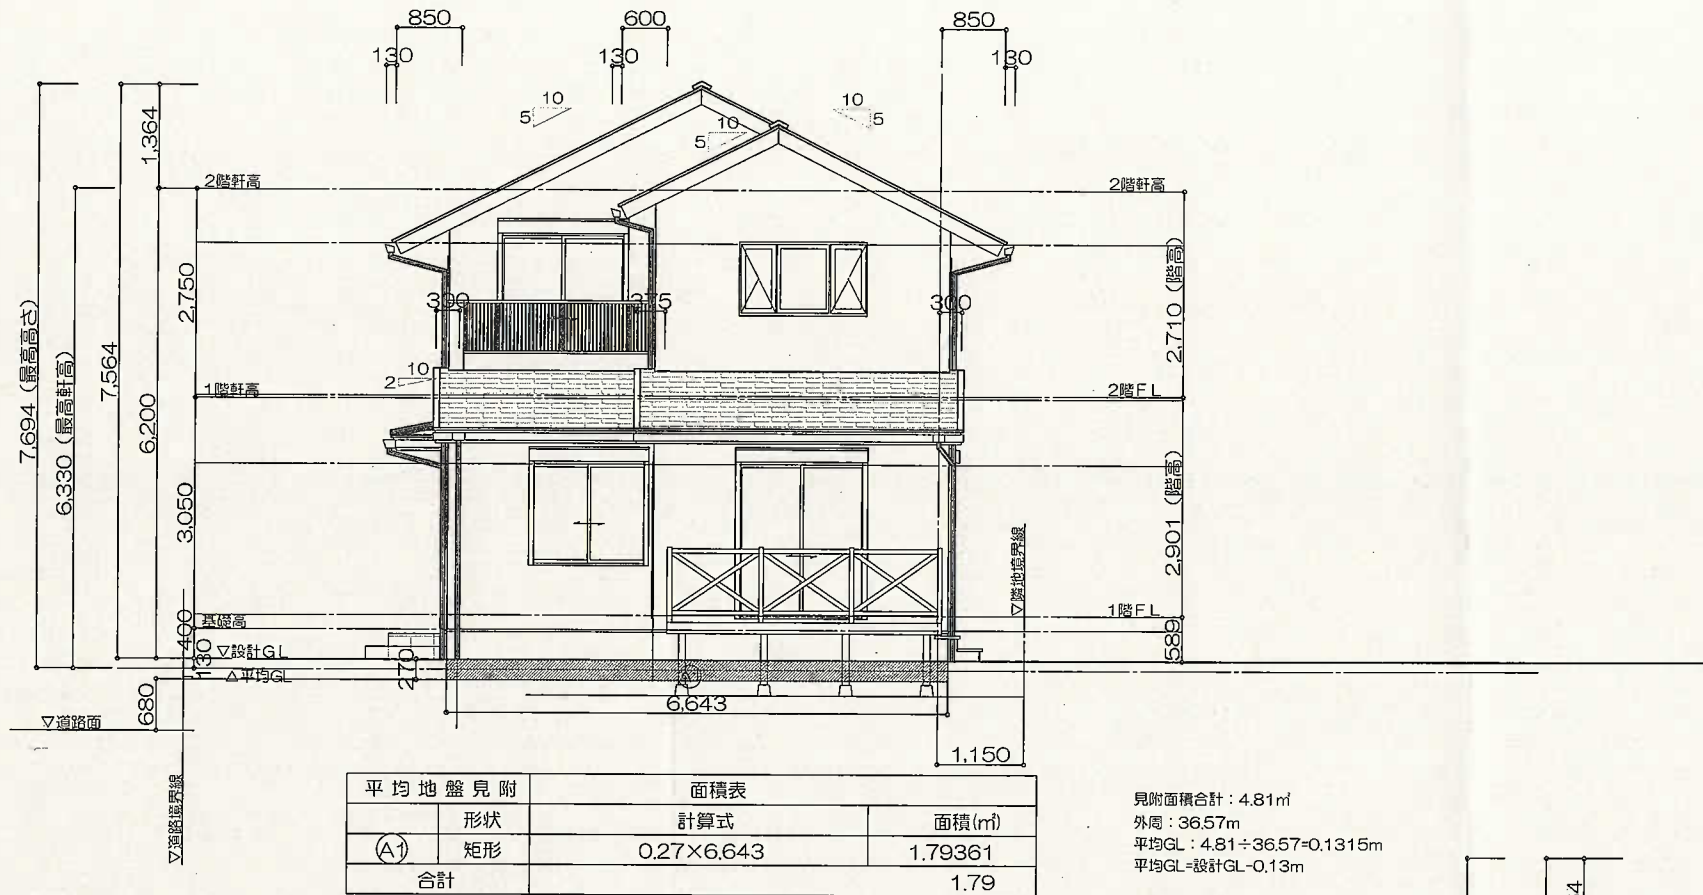 850
600
850
130
130
130
10
5
10
5
10
5
1,364
2階軒高
2階軒高
2,750
7,694 (最高高さ)
6,330 (最高軒高)
7,564
6,200
300
375
300
2,710 (階高)
10
2
1階軒高
2階FL
3,050
2,901 (階高)
▽隣地境界線
1階FL
基礎高
400
589
▽設計GL
130
△平均GL
270
680
▽道路面
A1
6,643
1,150
▽道路境界線
平均地盤見附 面積表
形状 計算式 面積(㎡)
A1 矩形 0.27×6.643 1.79361
合計 1.79
見附面積合計:4.81㎡
外周:36.57m
平均GL:4.81÷36.57=0.1315m
平均GL=設計GL-0.13m
4